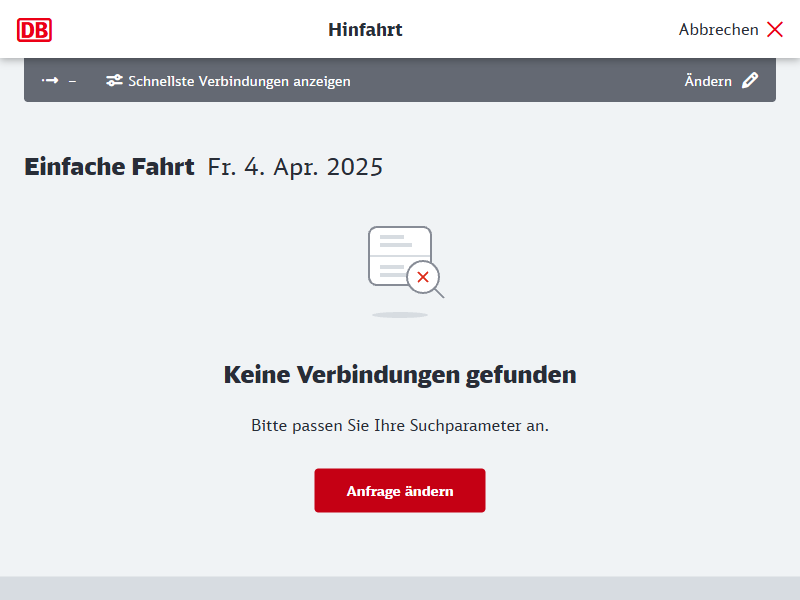 DB
Hinfahrt
Abbrechen
– Schnellste Verbindungen anzeigen
Ändern
Einfache Fahrt Fr. 4. Apr. 2025
Keine Verbindungen gefunden
Bitte passen Sie Ihre Suchparameter an.
Anfrage ändern